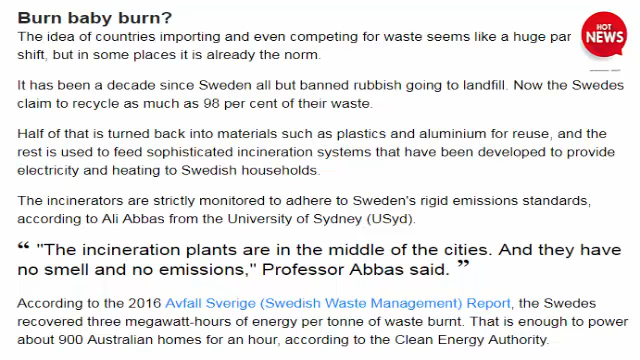 Burn baby burn?
The idea of countries importing and even competing for waste seems like a huge par
shift, but in some places it is already the norm.
HOT
NEWS
It has been a decade since Sweden all but banned rubbish going to landfill. Now the Swedes
claim to recycle as much as 98 per cent of their waste.
Half of that is turned back into materials such as plastics and aluminium for reuse, and the
rest is used to feed sophisticated incineration systems that have been developed to provide
electricity and heating to Swedish households.
The incinerators are strictly monitored to adhere to Sweden's rigid emissions standards,
according to Ali Abbas from the University of Sydney (USyd).
“ "The incineration plants are in the middle of the cities. And they have
no smell and no emissions," Professor Abbas said. ”
According to the 2016 Avfall Sverige (Swedish Waste Management) Report, the Swedes
recovered three megawatt-hours of energy per tonne of waste burnt. That is enough to power
about 900 Australian homes for an hour, according to the Clean Energy Authority.